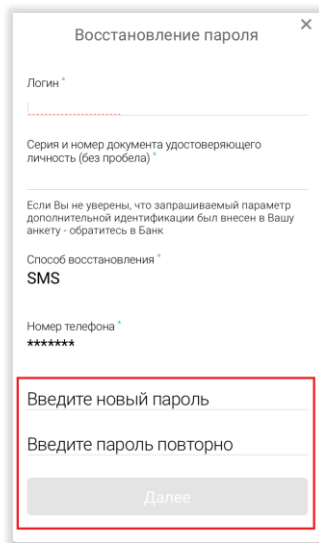 Восстановление пароля
Логин *
Серия и номер документа удостоверяющего
личность (без пробела) *
Если Вы не уверены, что запрашиваемый параметр
дополнительной идентификации был внесен в Вашу
анкету - обратитесь в Банк
Способ восстановления *
SMS
Номер телефона *
*******
Введите новый пароль
Введите пароль повторно
Далее